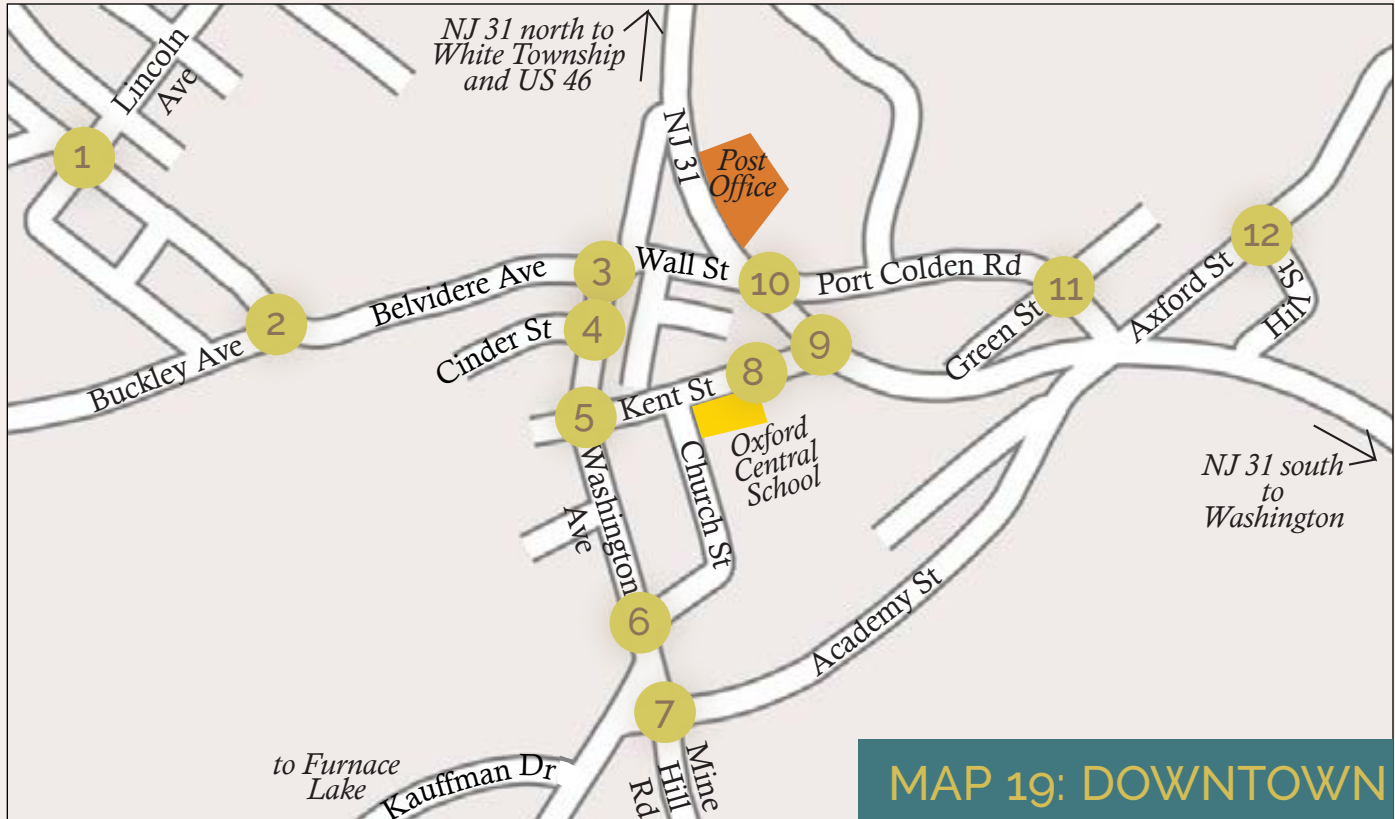 NJ 31 north to
White Township
and US 46
Lincoln
Ave
1
NJ 31
Post
Office
12
3
Wall St
10
Port Colden Rd
11
Axford St
Hill St
2
Belvidere Ave
4
Cinder St
Green St
9
Buckley Ave
8
5
Kent St
Oxford
Central
School
Church St
Washington
Ave
NJ 31 south
to
Washington
6
Academy St
7
to Furnace
Lake
Kauffman Dr
Mine
Hill
Rd
MAP 19: DOWNTOWN